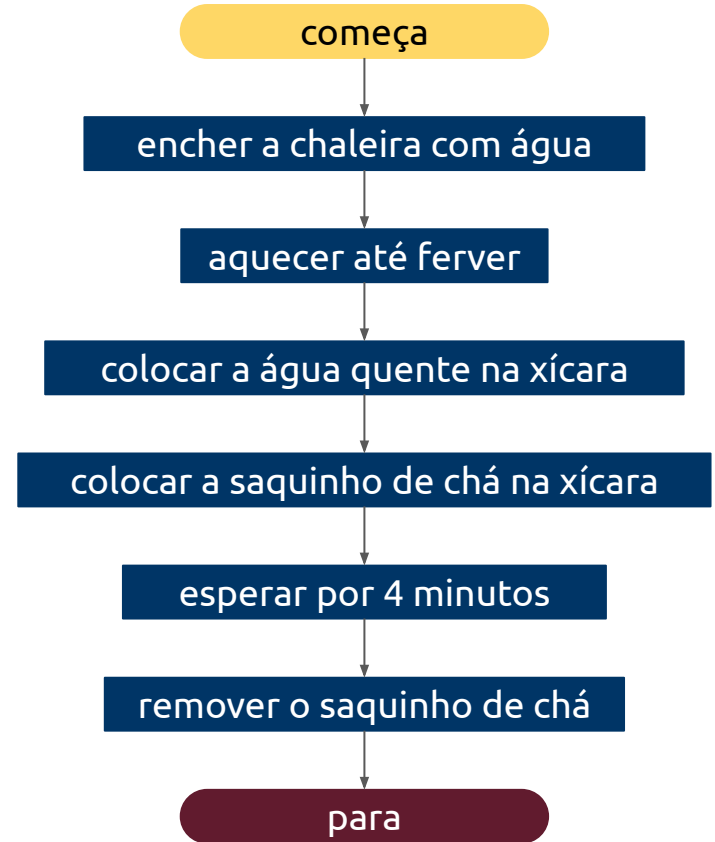 começa
encher a chaleira com água
aquecer até ferver
colocar a água quente na xícara
colocar a saquinho de chá na xícara
esperar por 4 minutos
remover o saquinho de chá
para